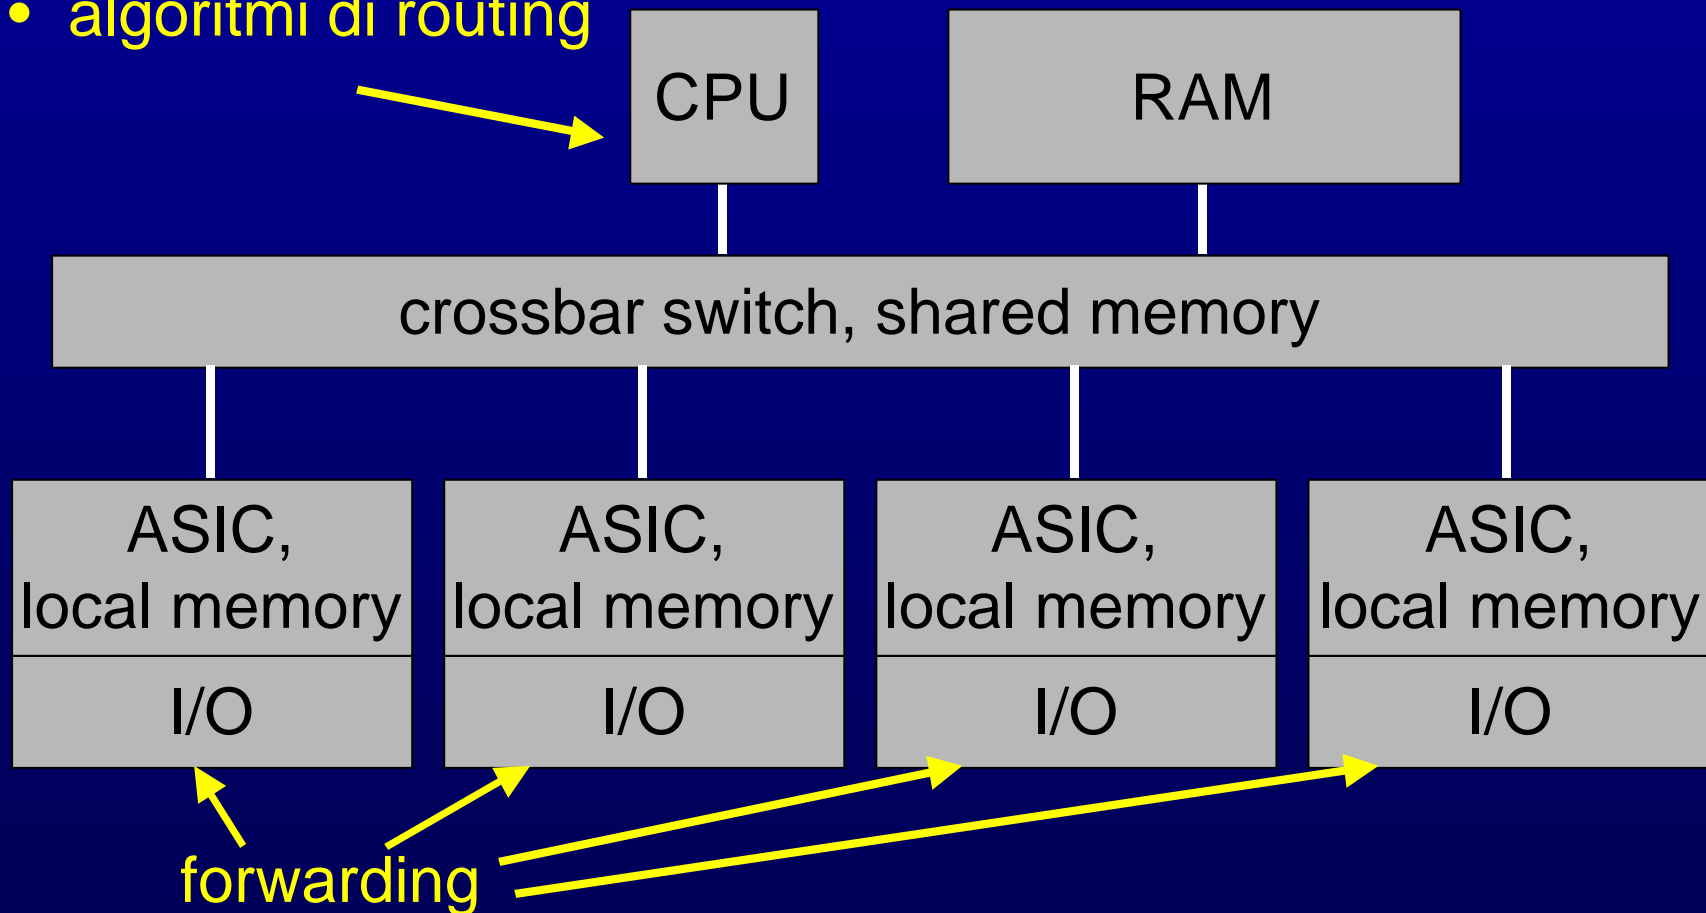 • algoritmi di routing
CPU
RAM
crossbar switch, shared memory
ASIC,
local memory
I/O
ASIC,
local memory
I/O
ASIC,
local memory
I/O
ASIC,
local memory
I/O
forwarding